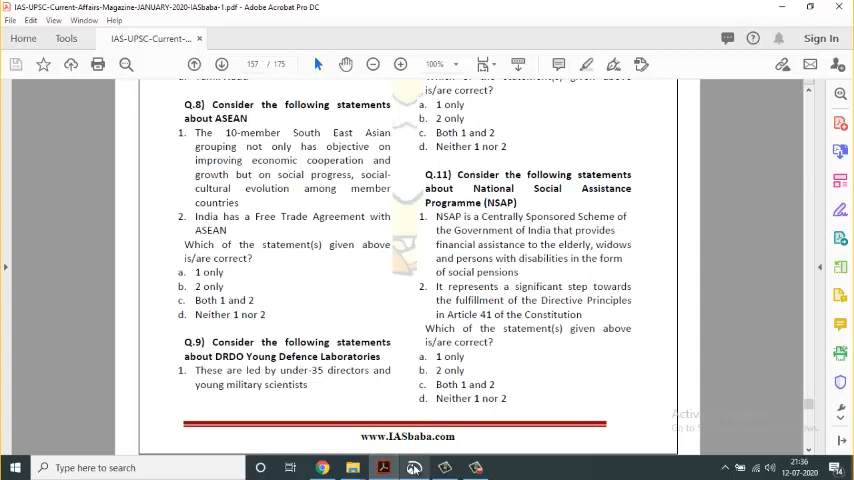 IAS-UPSC-Current-Affairs-Magazine-JANUARY-2020-IASbaba-1.pdf - Adobe Acrobat Pro DC
File Edit View Window Help
Home Tools IAS-UPSC-Current-... × Sign In
157 / 175 100%
Q.8) Consider the following statements
about ASEAN
1. The 10-member South East Asian
grouping not only has objective on
improving economic cooperation and
growth but on social progress, social-
cultural evolution among member
countries
2. India has a Free Trade Agreement with
ASEAN
Which of the statement(s) given above
is/are correct?
a. 1 only
b. 2 only
c. Both 1 and 2
d. Neither 1 nor 2
Q.9) Consider the following statements
about DRDO Young Defence Laboratories
1. These are led by under-35 directors and
young military scientists
Which of the statement(s) given above
is/are correct?
a. 1 only
b. 2 only
c. Both 1 and 2
d. Neither 1 nor 2
Q.11) Consider the following statements
about National Social Assistance
Programme (NSAP)
1. NSAP is a Centrally Sponsored Scheme of
the Government of India that provides
financial assistance to the elderly, widows
and persons with disabilities in the form
of social pensions
2. It represents a significant step towards
the fulfillment of the Directive Principles
in Article 41 of the Constitution
Which of the statement(s) given above
is/are correct?
a. 1 only
b. 2 only
c. Both 1 and 2
d. Neither 1 nor 2
www.IASbaba.com
Type here to search
21:36
12-07-2020
14